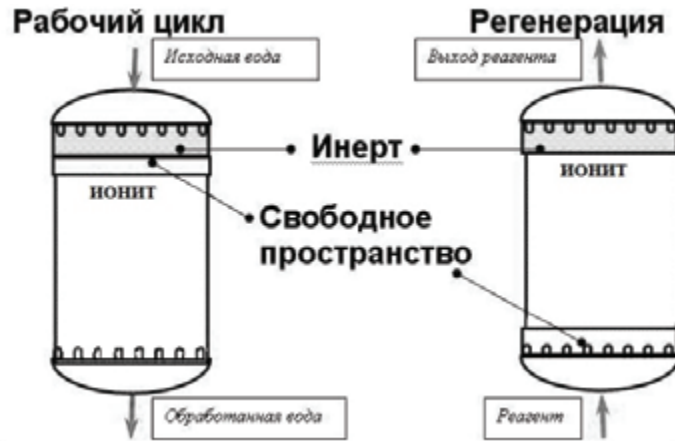 Рабочий цикл
Регенерация
Исходная вода
Выход реагента
Инерт
ионит
ионит
Свободное
пространство
Обработанная вода
Реагент